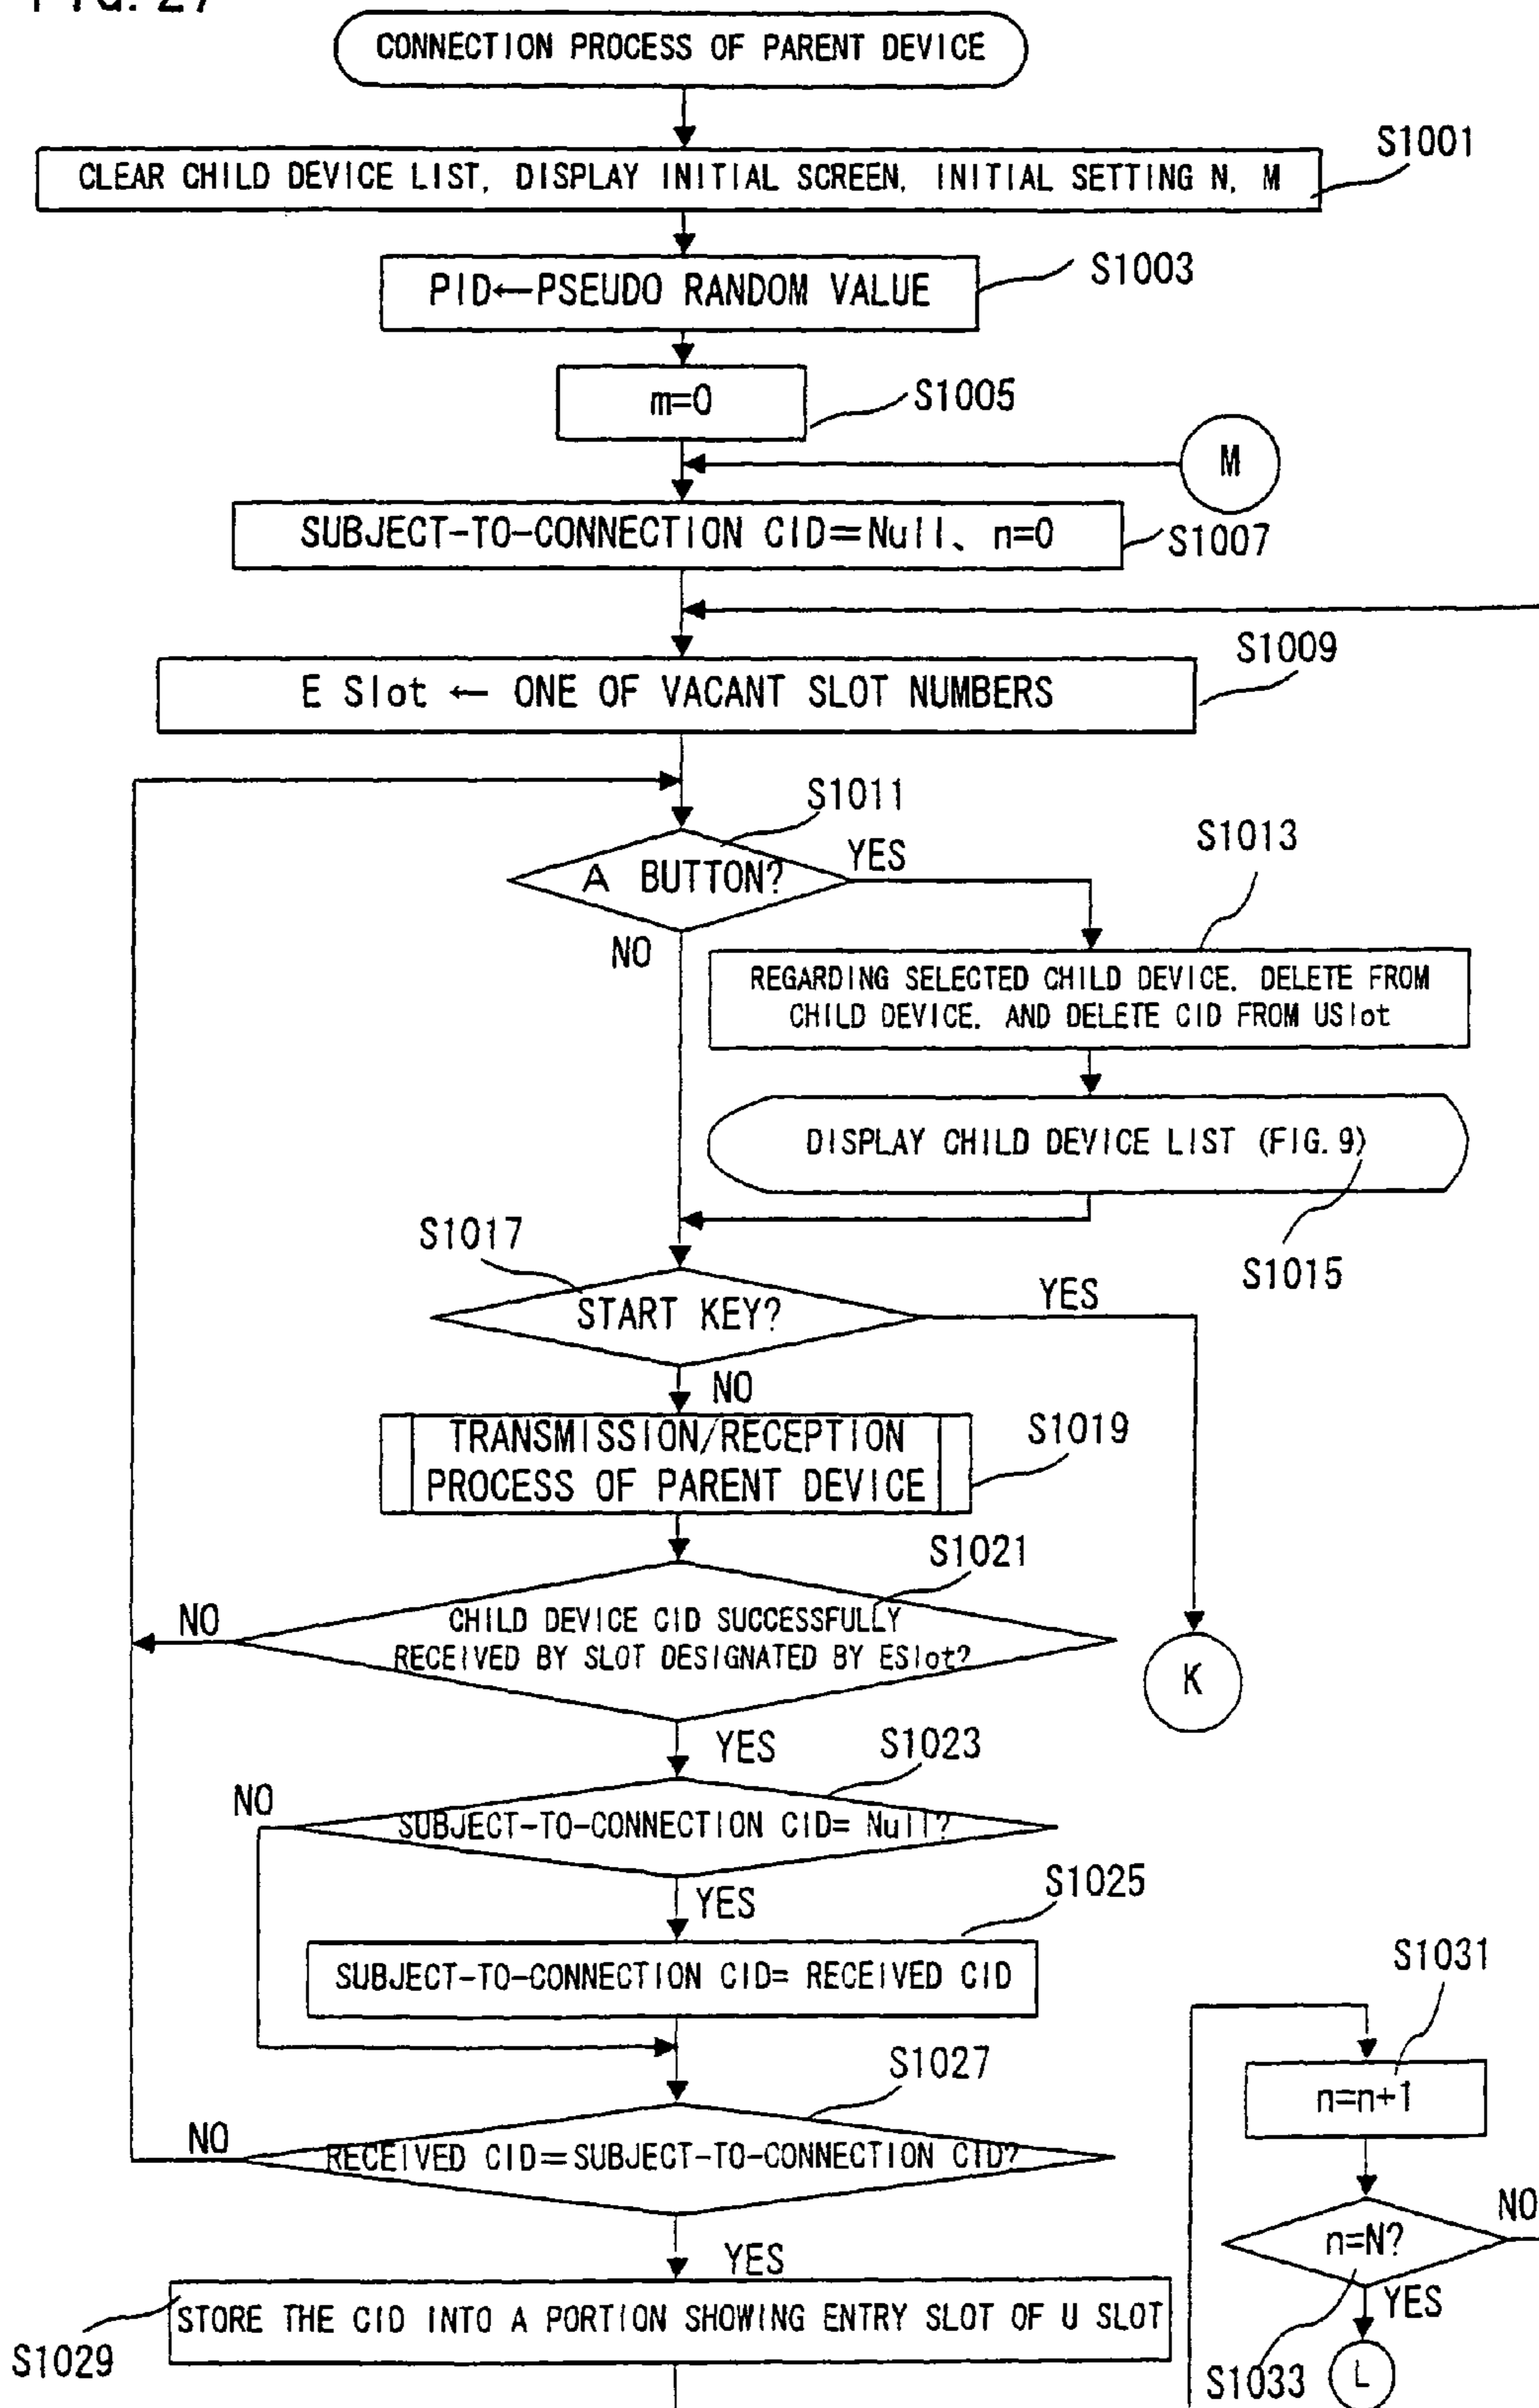 FIG. 27
CONNECTION PROCESS OF PARENT DEVICE
S1001
CLEAR CHILD DEVICE LIST, DISPLAY INITIAL SCREEN, INITIAL SETTING N, M
S1003
PID←PSEUDO RANDOM VALUE
m=0
S1005
M
SUBJECT-TO-CONNECTION CID=Null、n=0
S1007
S1009
E Slot ← ONE OF VACANT SLOT NUMBERS
S1011
A BUTTON?
YES
NO
S1013
REGARDING SELECTED CHILD DEVICE, DELETE FROM
CHILD DEVICE, AND DELETE CID FROM USlot
DISPLAY CHILD DEVICE LIST (FIG. 9)
S1015
S1017
START KEY?
YES
NO
TRANSMISSION/RECEPTION
PROCESS OF PARENT DEVICE
S1019
S1021
CHILD DEVICE CID SUCCESSFULLY
RECEIVED BY SLOT DESIGNATED BY ESlot?
NO
K
YES
S1023
NO
SUBJECT-TO-CONNECTION CID= Null?
YES
S1025
SUBJECT-TO-CONNECTION CID= RECEIVED CID
S1027
NO
RECEIVED CID=SUBJECT-TO-CONNECTION CID?
YES
STORE THE CID INTO A PORTION SHOWING ENTRY SLOT OF U SLOT
S1029
S1031
n=n+1
n=N?
NO
YES
S1033
L